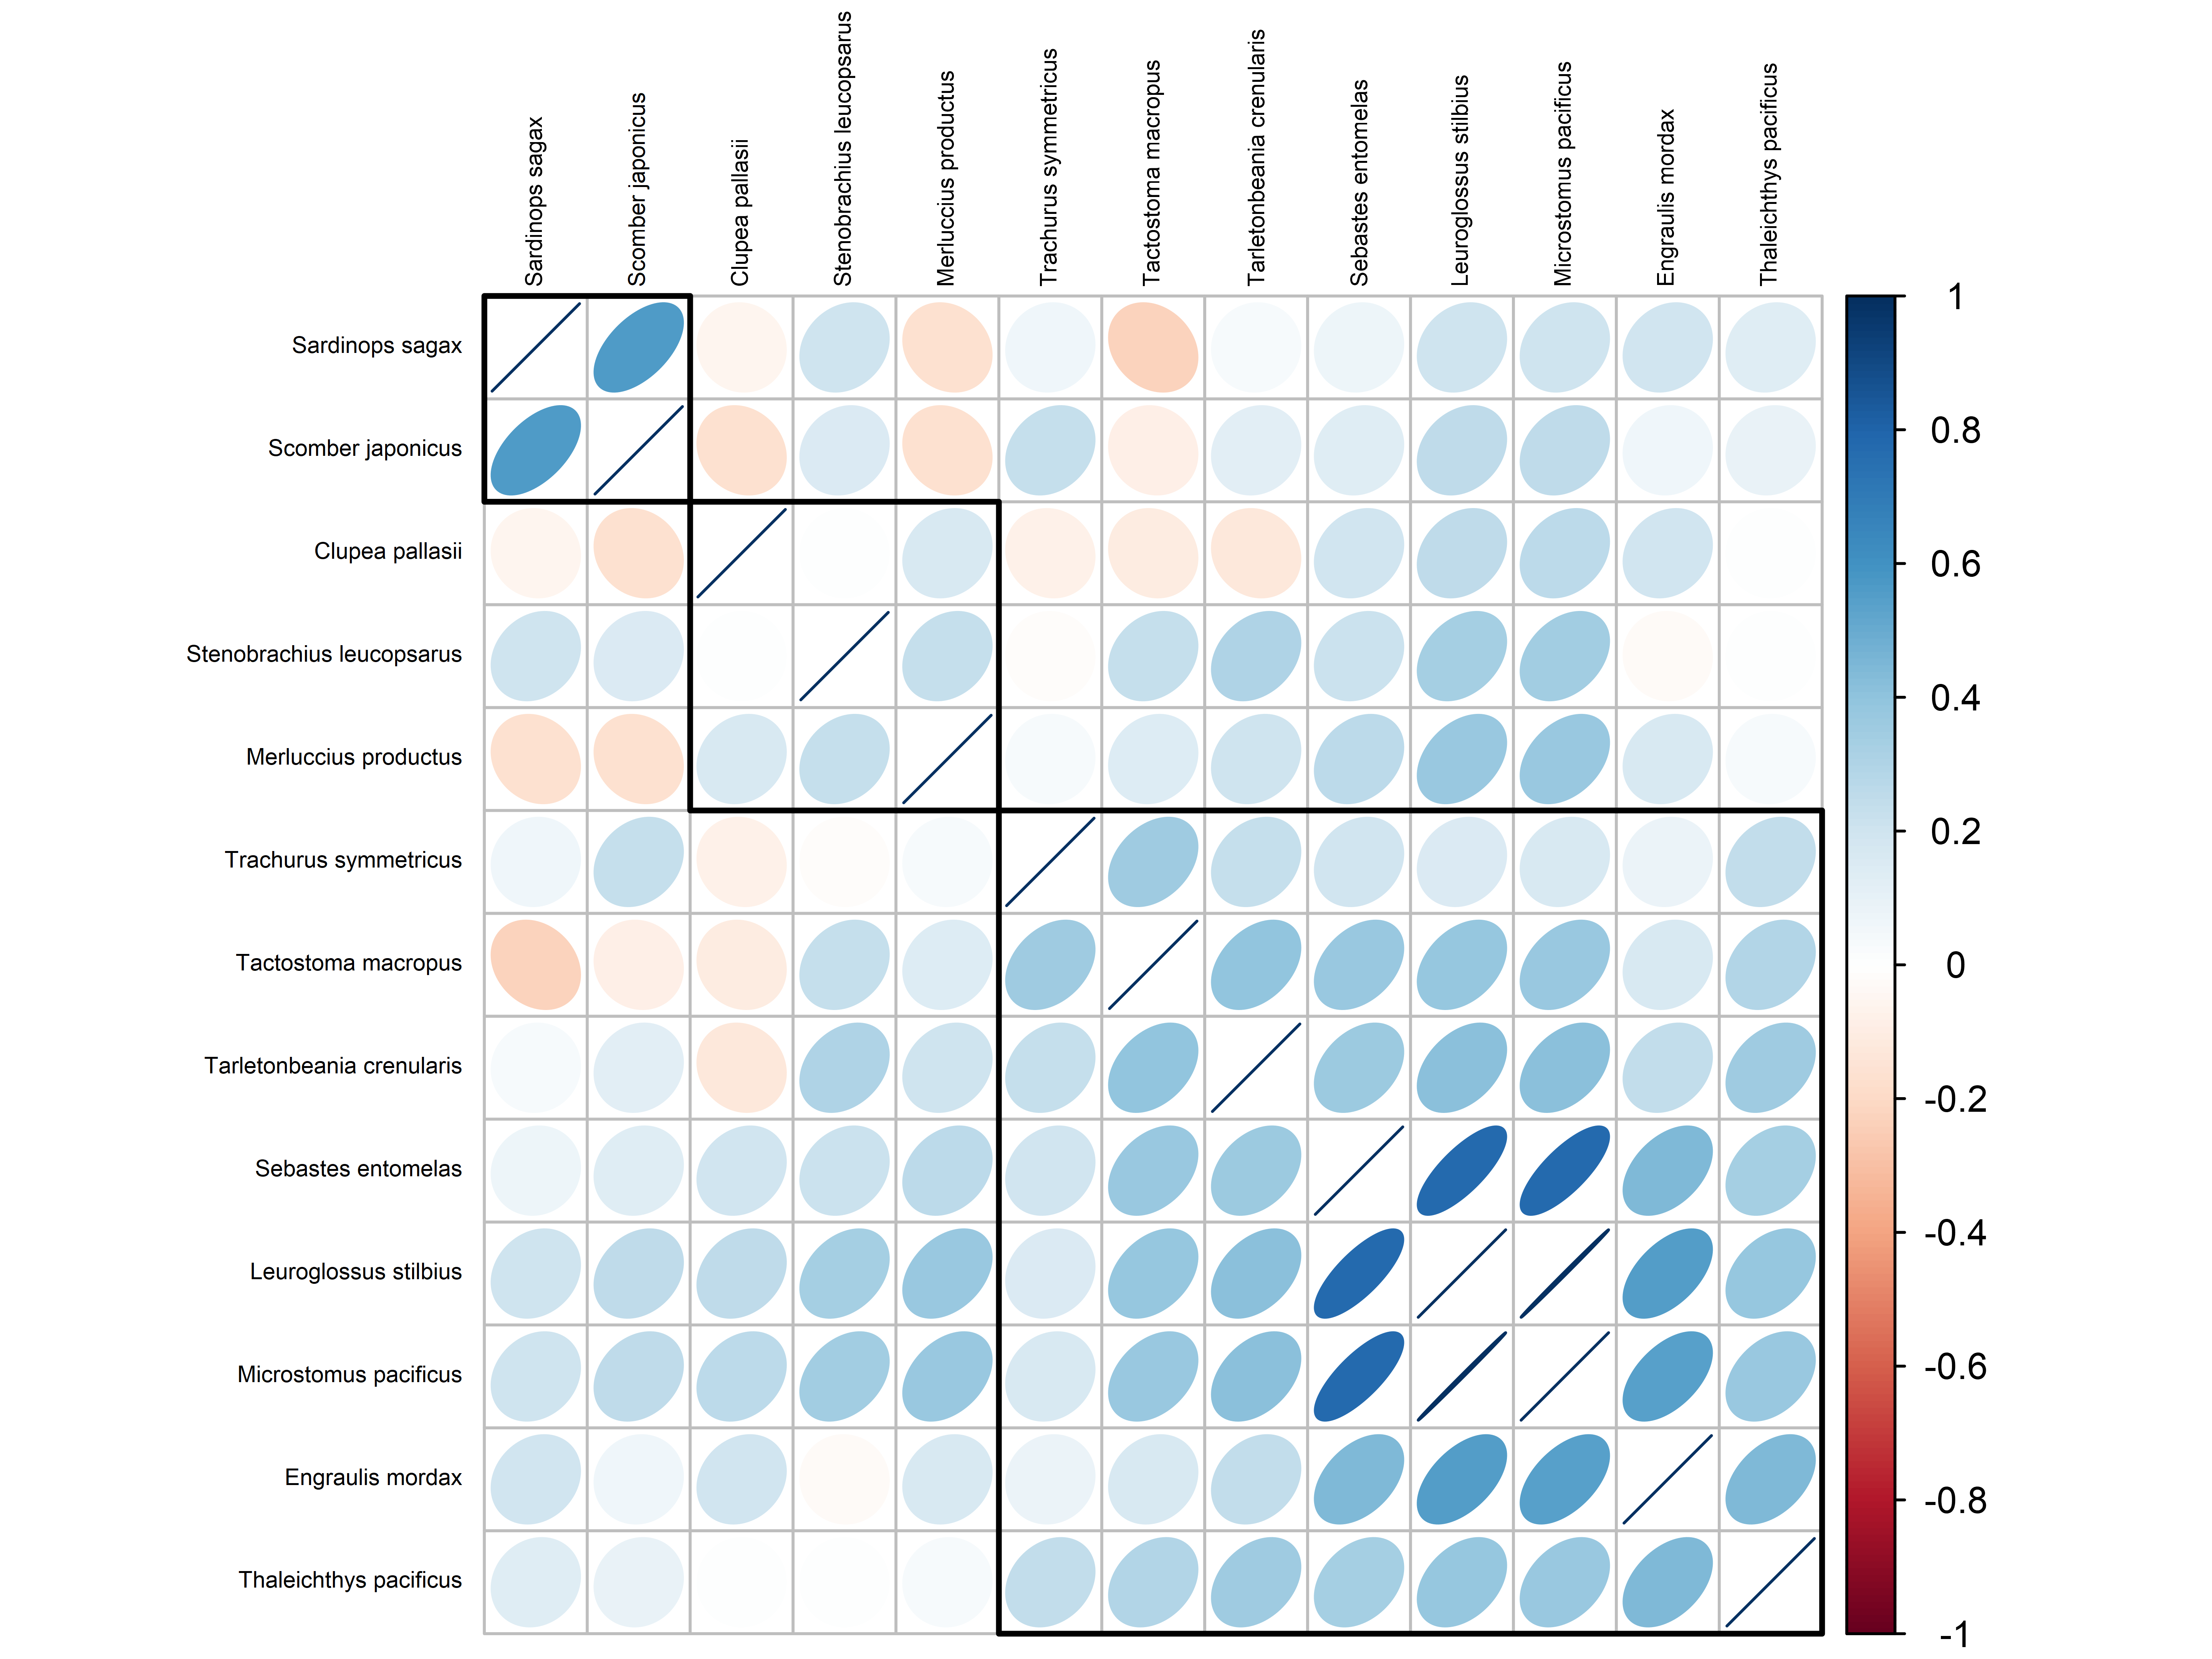 Sardinops sagax
Scomber japonicus
Clupea pallasii
Stenobrachius leucopsarus
Merluccius productus
Trachurus symmetricus
Tactostoma macropus
Tarletonbeania crenularis
Sebastes entomelas
Leuroglossus stilbius
Microstomus pacificus
Engraulis mordax
Thaleichthys pacificus
Sardinops sagax
Scomber japonicus
Clupea pallasii
Stenobrachius leucopsarus
Merluccius productus
Trachurus symmetricus
Tactostoma macropus
Tarletonbeania crenularis
Sebastes entomelas
Leuroglossus stilbius
Microstomus pacificus
Engraulis mordax
Thaleichthys pacificus
1
0.8
0.6
0.4
0.2
0
-0.2
-0.4
-0.6
-0.8
-1